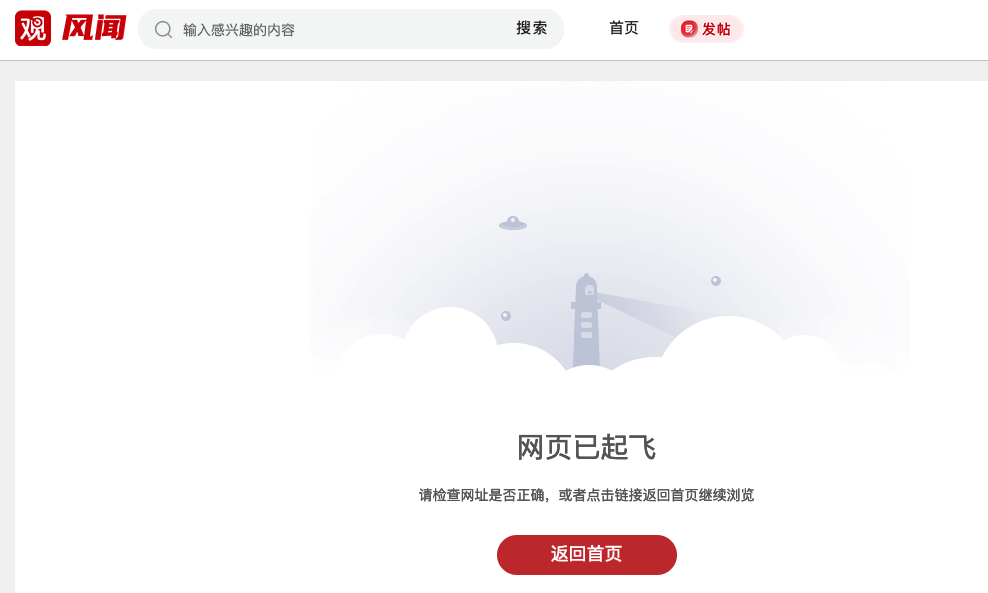 观 风闻
输入感兴趣的内容 搜索 首页 发帖
网页已起飞
请检查网址是否正确，或者点击链接返回首页继续浏览
返回首页